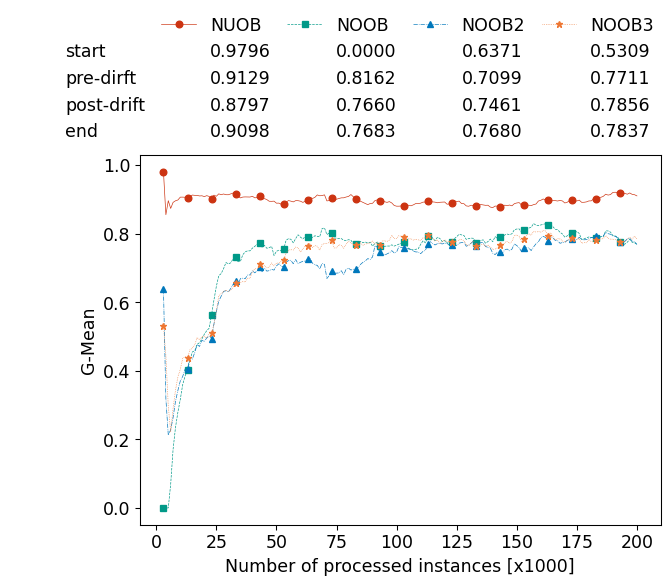 NUOB NOOB NOOB2 NOOB3
start 0.9796 0.0000 0.6371 0.5309
pre-dirft 0.9129 0.8162 0.7099 0.7711
post-drift 0.8797 0.7660 0.7461 0.7856
end 0.9098 0.7683 0.7680 0.7837
1.0
0.8
0.6
0.4
0.2
0.0
G-Mean
0 25 50 75 100 125 150 175 200
Number of processed instances [x1000]